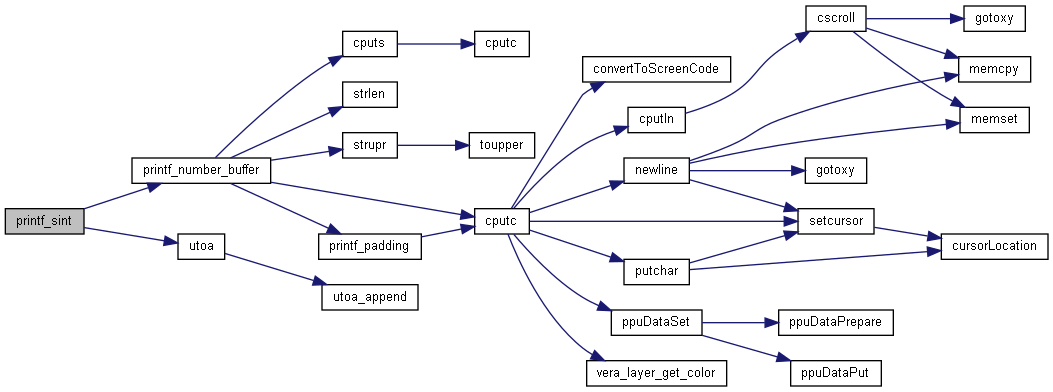 cscroll
gotoxy
cputs
cputc
convertToScreenCode
memcpy
strlen
cputln
memset
strupr
toupper
printf_number_buffer
newline
gotoxy
printf_sint
cputc
setcursor
utoa
printf_padding
cursorLocation
putchar
utoa_append
ppuDataSet
ppuDataPrepare
vera_layer_get_color
ppuDataPut